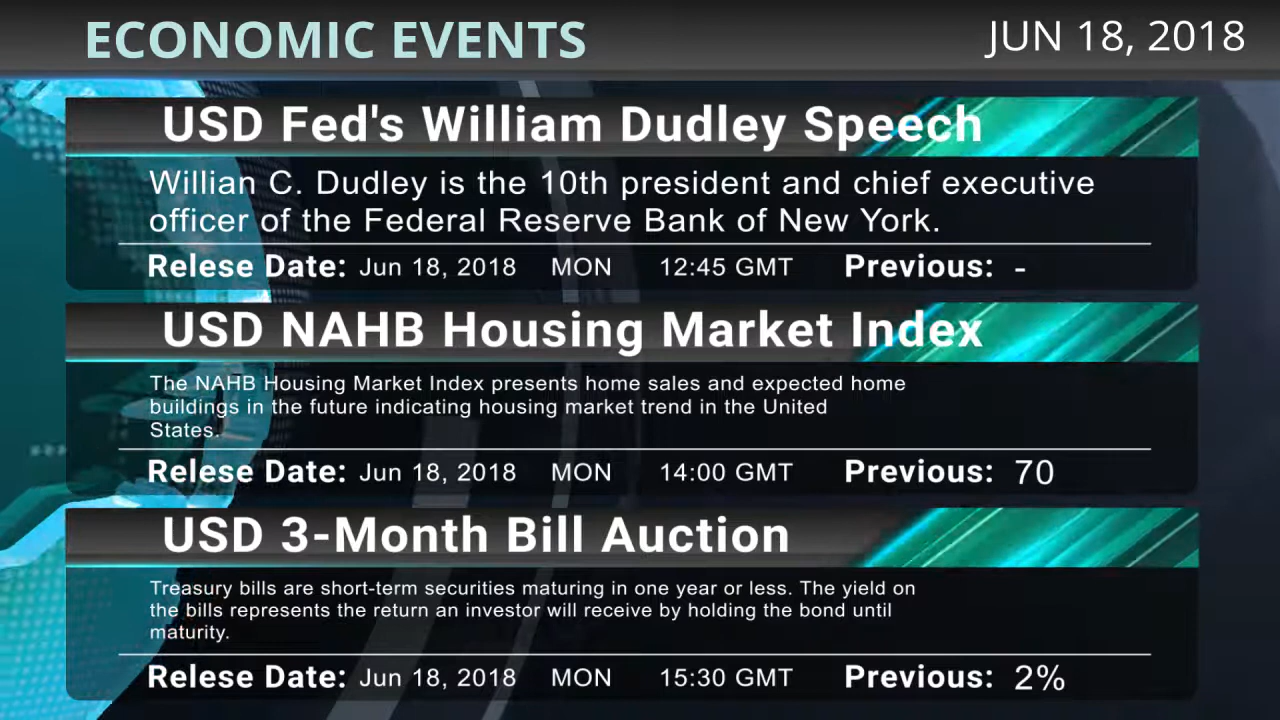 ECONOMIC EVENTS
JUN 18, 2018
USD Fed's William Dudley Speech
Willian C. Dudley is the 10th president and chief executive
officer of the Federal Reserve Bank of New York.
Relese Date: Jun 18, 2018 MON 12:45 GMT Previous: -
USD NAHB Housing Market Index
The NAHB Housing Market Index presents home sales and expected home
buildings in the future indicating housing market trend in the United
States.
Relese Date: Jun 18, 2018 MON 14:00 GMT Previous: 70
USD 3-Month Bill Auction
Treasury bills are short-term securities maturing in one year or less. The yield on
the bills represents the return an investor will receive by holding the bond until
maturity.
Relese Date: Jun 18, 2018 MON 15:30 GMT Previous: 2%